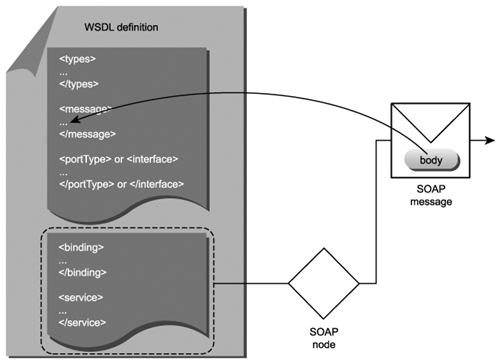 WSDL definition
<types>
...
</types>
<message>
...
</message>
<portType> or <interface>
...
</portType> or </interface>
<binding>
...
</binding>
<service>
...
</service>
body
SOAP
message
SOAP
node